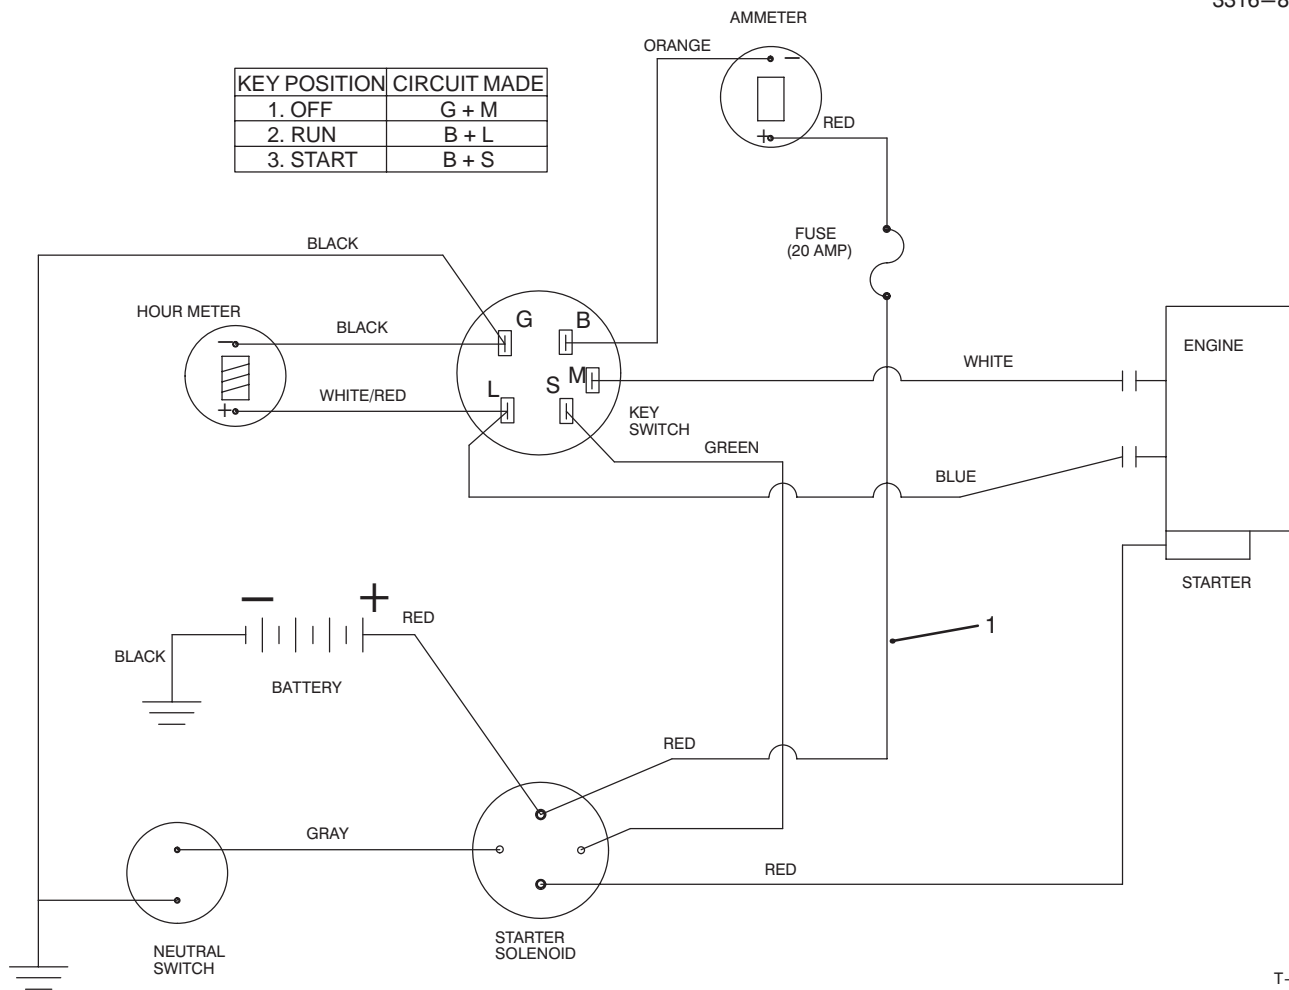 3316–8
AMMETER
ORANGE
KEY POSITION CIRCUIT MADE
1. OFF G + M
2. RUN B + L
3. START B + S
–
+
RED
FUSE
(20 AMP)
BLACK
HOUR METER
–
BLACK
G B
ENGINE
WHITE
L S M
WHITE/RED
+
KEY
SWITCH
GREEN
BLUE
STARTER
– +
RED
1
BLACK
BATTERY
RED
GRAY
RED
STARTER
SOLENOID
NEUTRAL
SWITCH
T-